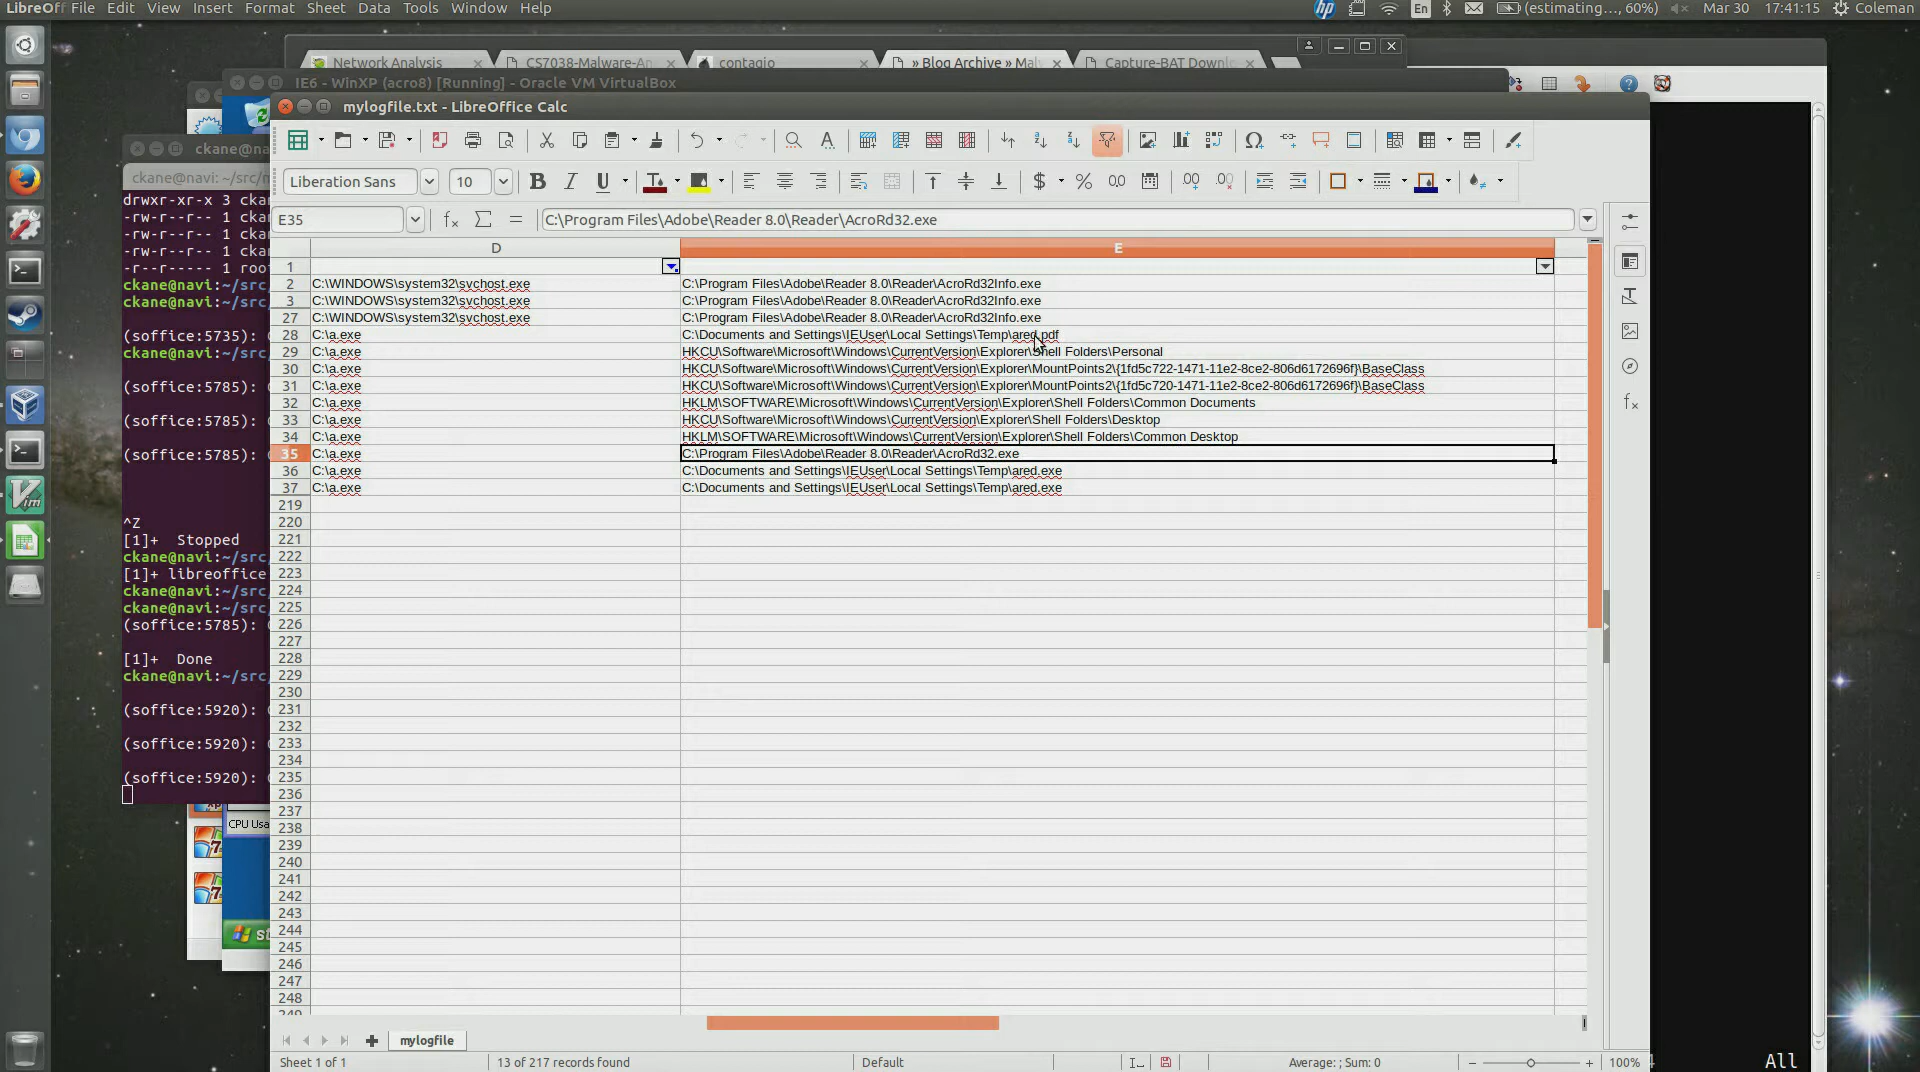 LibreOff File Edit View Insert Format Sheet Data Tools Window Help
En (estimating..., 60%) Mar 30 17:41:15 Coleman
Network Analysis
CS7038-Malware-An
contagio
» Blog Archive » Mal
Capture-BAT Downl
IE6 - WinXP (acro8) [Running] - Oracle VM VirtualBox
mylogfile.txt - LibreOffice Calc
ckane@na
ckane@navi: ~/src/m
Liberation Sans
10
E35
C:\Program Files\Adobe\Reader 8.0\Reader\AcroRd32.exe
D E
1
2 C:\WINDOWS\system32\svchost.exe C:\Program Files\Adobe\Reader 8.0\Reader\AcroRd32Info.exe
3 C:\WINDOWS\system32\svchost.exe C:\Program Files\Adobe\Reader 8.0\Reader\AcroRd32Info.exe
27 C:\WINDOWS\system32\svchost.exe C:\Program Files\Adobe\Reader 8.0\Reader\AcroRd32Info.exe
28 C:\a.exe C:\Documents and Settings\IEUser\Local Settings\Temp\ared.pdf
29 C:\a.exe HKCU\Software\Microsoft\Windows\CurrentVersion\Explorer\Shell Folders\Personal
30 C:\a.exe HKCU\Software\Microsoft\Windows\CurrentVersion\Explorer\MountPoints2\{1fd5c722-1471-11e2-8ce2-806d6172696f}\BaseClass
31 C:\a.exe HKCU\Software\Microsoft\Windows\CurrentVersion\Explorer\MountPoints2\{1fd5c720-1471-11e2-8ce2-806d6172696f}\BaseClass
32 C:\a.exe HKLM\SOFTWARE\Microsoft\Windows\CurrentVersion\Explorer\Shell Folders\Common Documents
33 C:\a.exe HKCU\Software\Microsoft\Windows\CurrentVersion\Explorer\Shell Folders\Desktop
34 C:\a.exe HKLM\SOFTWARE\Microsoft\Windows\CurrentVersion\Explorer\Shell Folders\Common Desktop
35 C:\a.exe C:\Program Files\Adobe\Reader 8.0\Reader\AcroRd32.exe
36 C:\a.exe C:\Documents and Settings\IEUser\Local Settings\Temp\ared.exe
37 C:\a.exe C:\Documents and Settings\IEUser\Local Settings\Temp\ared.exe
219
220
221
222
223
224
225
226
227
228
229
230
231
232
233
234
235
236
237
238
239
240
241
242
243
244
245
246
247
248
drwxr-xr-x 3 ckan
-rw-r--r-- 1 ckan
-rw-r--r-- 1 ckan
-rw-r--r-- 1 ckan
-r--r----- 1 root
ckane@navi:~/src/
ckane@navi:~/src/
(soffice:5735):
ckane@navi:~/src/
(soffice:5785):
(soffice:5785):
(soffice:5785):
^Z
[1]+ Stopped
ckane@navi:~/src/
[1]+ libreoffice
ckane@navi:~/src/
ckane@navi:~/src/
(soffice:5785):
[1]+ Done
ckane@navi:~/src/
(soffice:5920):
(soffice:5920):
(soffice:5920):
CPU Usa
st
mylogfile
Sheet 1 of 1
13 of 217 records found
Default
Average: ; Sum: 0
100%
All